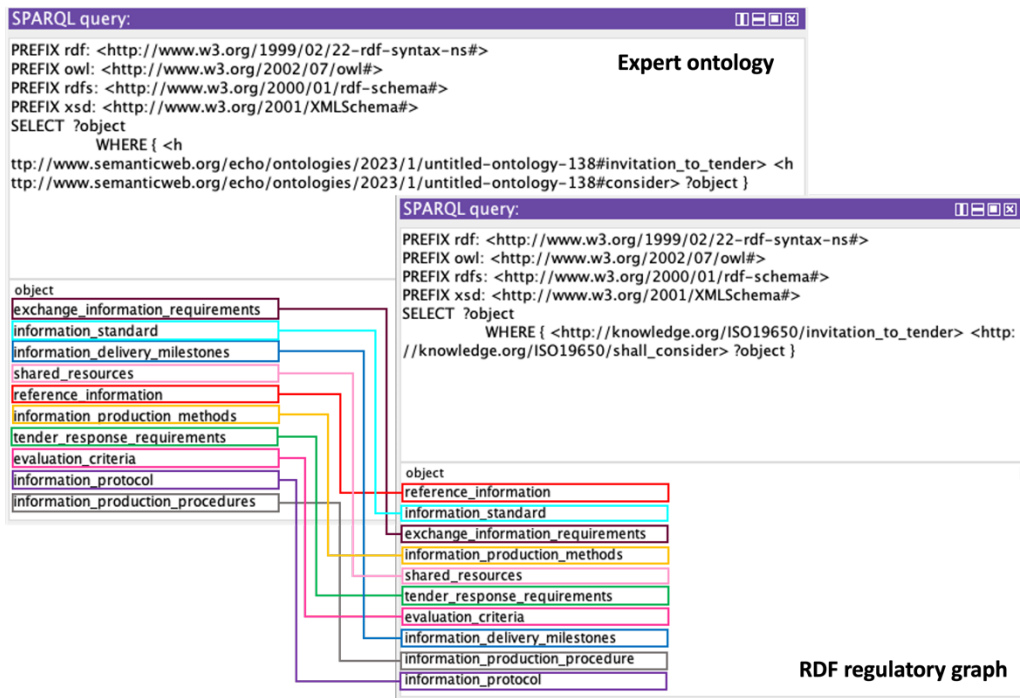 SPARQL query:
PREFIX rdf: <http://www.w3.org/1999/02/22-rdf-syntax-ns#>
Expert ontology
PREFIX owl: <http://www.w3.org/2002/07/owl#>
PREFIX rdfs: <http://www.w3.org/2000/01/rdf-schema#>
PREFIX xsd: <http://www.w3.org/2001/XMLSchema#>
SELECT ?object
WHERE { <h
ttp://www.semanticweb.org/echo/ontologies/2023/1/untitled-ontology-138#invitation_to_tender> <h
ttp://www.semanticweb.org/echo/ontologies/2023/1/untitled-ontology-138#consider> ?object }
object
exchange_information_requirements
information_standard
information_delivery_milestones
shared_resources
reference_information
information_production_methods
tender_response_requirements
evaluation_criteria
information_protocol
information_production_procedures
SPARQL query:
PREFIX rdf: <http://www.w3.org/1999/02/22-rdf-syntax-ns#>
PREFIX owl: <http://www.w3.org/2002/07/owl#>
PREFIX rdfs: <http://www.w3.org/2000/01/rdf-schema#>
PREFIX xsd: <http://www.w3.org/2001/XMLSchema#>
SELECT ?object
WHERE { <http://knowledge.org/ISO19650/invitation_to_tender> <http:
//knowledge.org/ISO19650/shall_consider> ?object }
object
reference_information
information_standard
exchange_information_requirements
information_production_methods
shared_resources
tender_response_requirements
evaluation_criteria
information_delivery_milestones
information_production_procedure
information_protocol
RDF regulatory graph